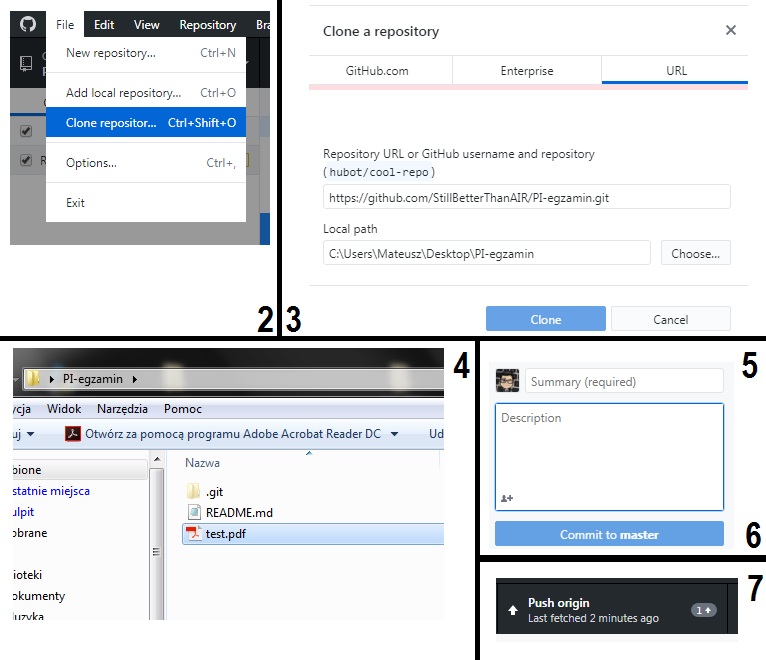 File Edit View Repository Bra
New repository... Ctrl+N
Add local repository... Ctrl+O
Clone repositor... Ctrl+Shift+O
Options... Ctrl+,
Exit
2
Clone a repository
GitHub.com Enterprise URL
Repository URL or GitHub username and repository
(hubot/cool-repo)
https://github.com/StillBetterThanAIR/PI-egzamin.git
Local path
C:\Users\Mateusz\Desktop\PI-egzamin Choose...
Clone Cancel
3
PI-egzamin
ycja Widok Narzędzia Pomoc
uj Otwórz za pomocą programu Adobe Acrobat Reader DC Ud
bione Nazwa
statnie miejsca .git
ulpit README.md
obrane test.pdf
ioteki
okumenty
luzyka
4
Summary (required)
5
Description
Commit to master
6
Push origin 1
Last fetched 2 minutes ago
7